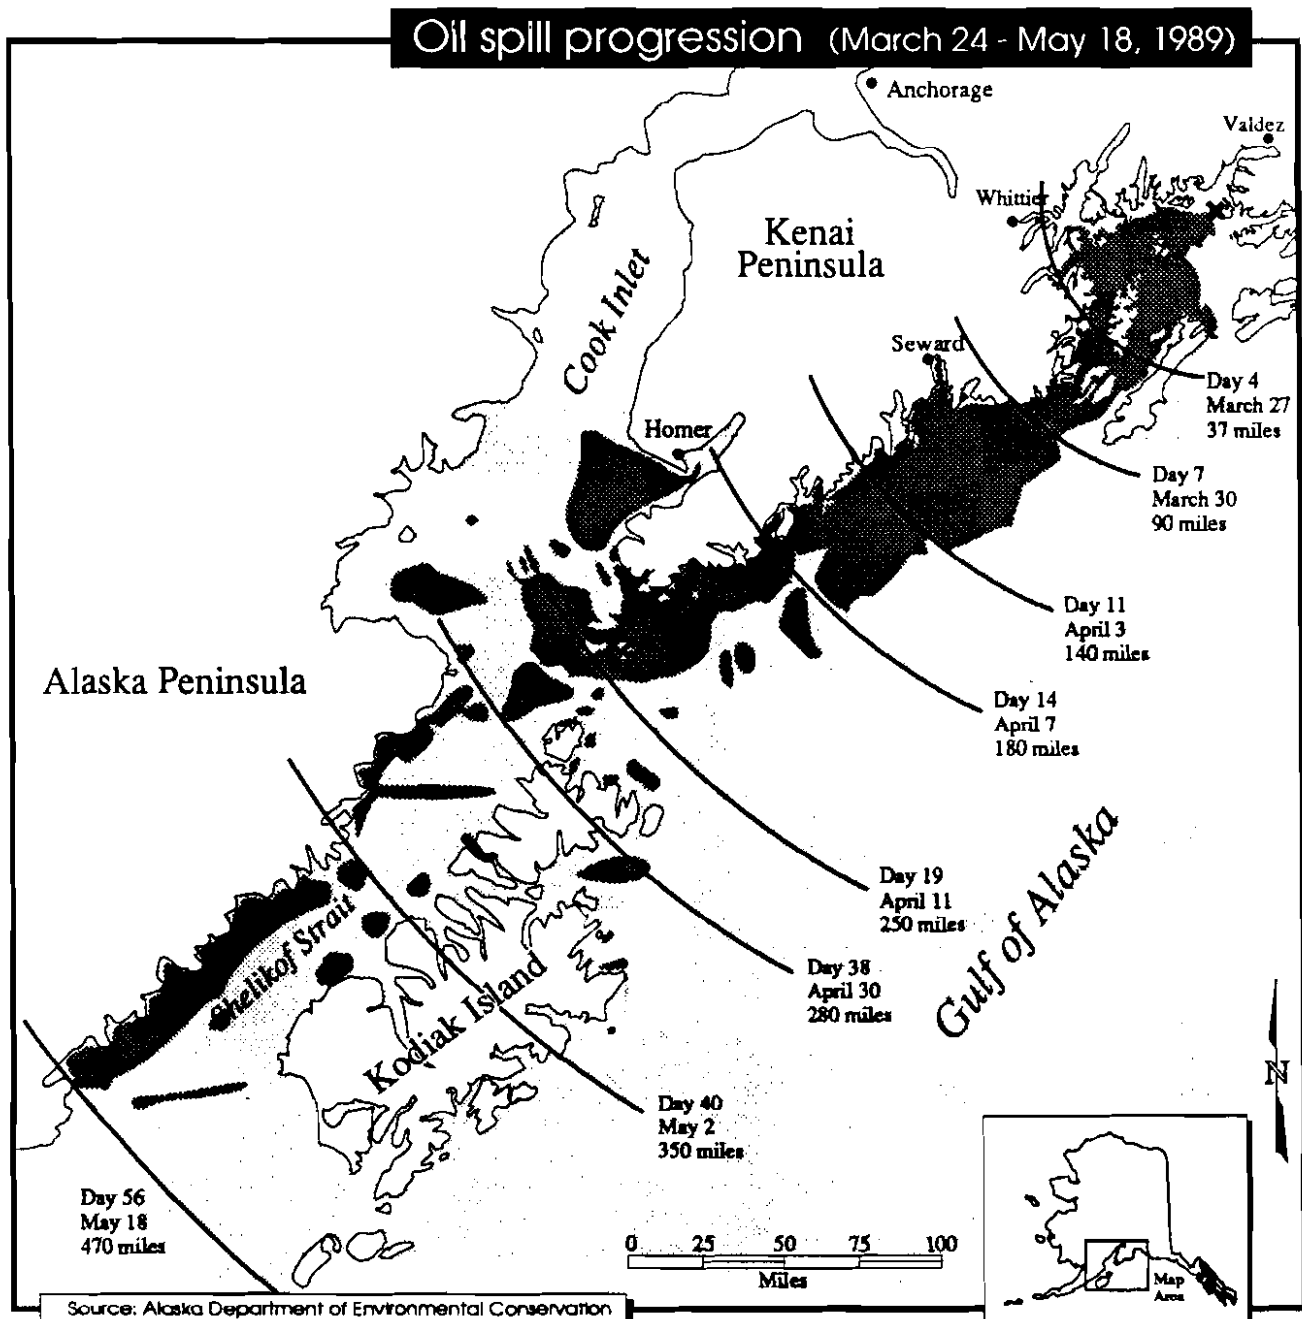 Oil spill progression (March 24 - May 18, 1989)
Anchorage
Valdez
Whittier
Kenai
Peninsula
Cook Inlet
Seward
Day 4
March 27
37 miles
Homer
Day 7
March 30
90 miles
Day 11
April 3
140 miles
Alaska Peninsula
Day 14
April 7
180 miles
Day 19
April 11
250 miles
Gulf of Alaska
Shelikof Strait
Day 38
April 30
280 miles
Kodiak Island
N
Day 40
May 2
350 miles
Day 56
May 18
470 miles
0 25 50 75 100
Miles
Map
Area
Source: Alaska Department of Environmental Conservation